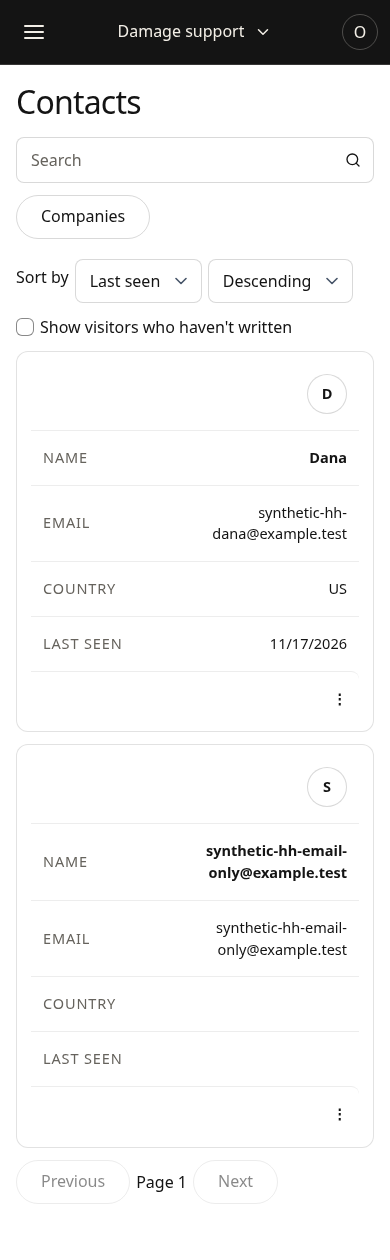 Damage support
O
Contacts
Search
Companies
Sort by
Last seen
Descending
Show visitors who haven't written
D
NAME
Dana
EMAIL
synthetic-hh-
dana@example.test
COUNTRY
US
LAST SEEN
11/17/2026
S
NAME
synthetic-hh-email-
only@example.test
EMAIL
synthetic-hh-email-
only@example.test
COUNTRY
LAST SEEN
Previous
Page 1
Next